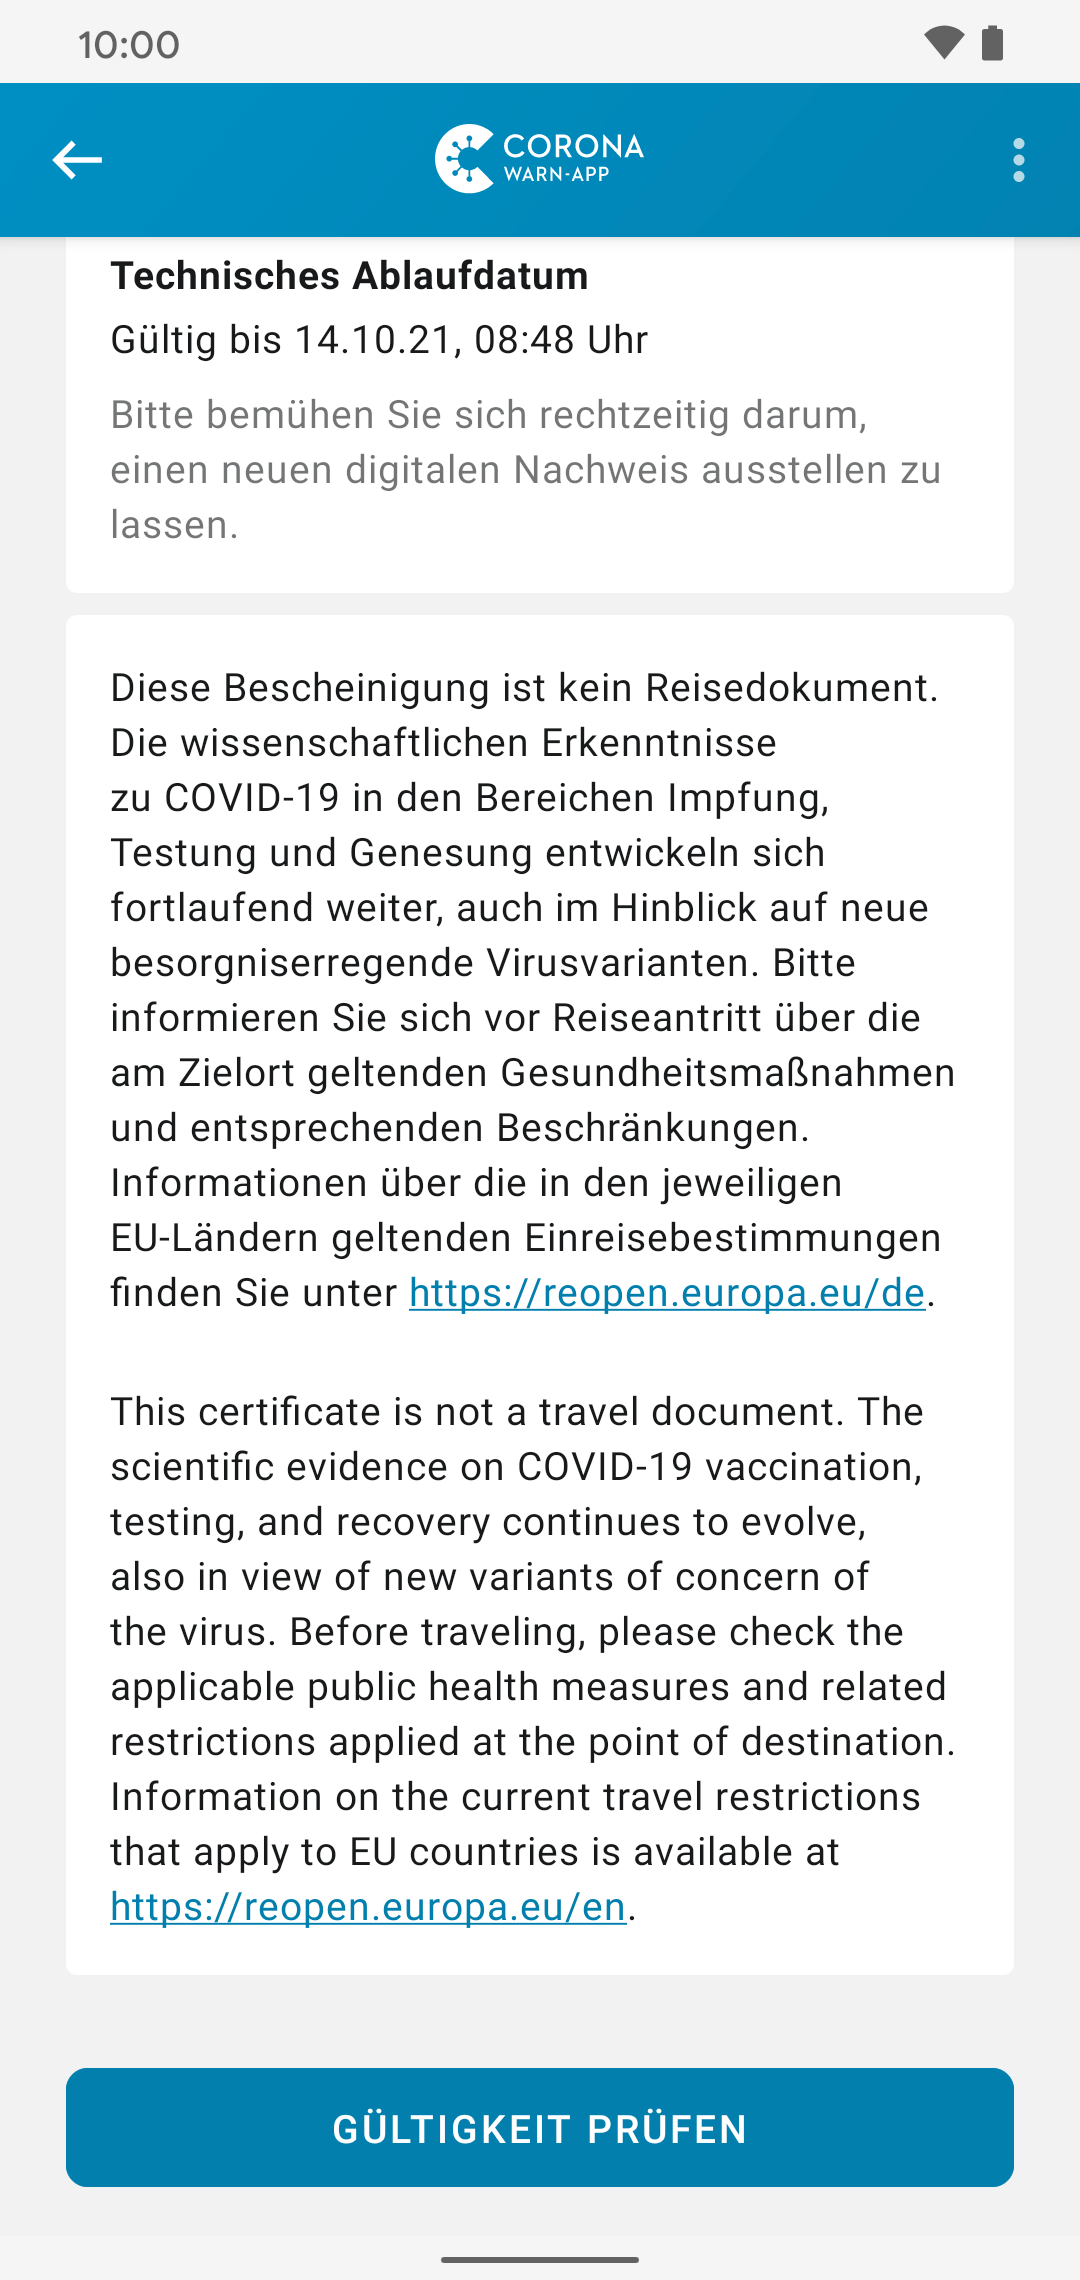 10:00
CORONA
WARN-APP
Technisches Ablaufdatum
Gültig bis 14.10.21, 08:48 Uhr
Bitte bemühen Sie sich rechtzeitig darum,
einen neuen digitalen Nachweis ausstellen zu
lassen.
Diese Bescheinigung ist kein Reisedokument.
Die wissenschaftlichen Erkenntnisse
zu COVID-19 in den Bereichen Impfung,
Testung und Genesung entwickeln sich
fortlaufend weiter, auch im Hinblick auf neue
besorgniserregende Virusvarianten. Bitte
informieren Sie sich vor Reiseantritt über die
am Zielort geltenden Gesundheitsmaßnahmen
und entsprechenden Beschränkungen.
Informationen über die in den jeweiligen
EU-Ländern geltenden Einreisebestimmungen
finden Sie unter https://reopen.europa.eu/de.
This certificate is not a travel document. The
scientific evidence on COVID-19 vaccination,
testing, and recovery continues to evolve,
also in view of new variants of concern of
the virus. Before traveling, please check the
applicable public health measures and related
restrictions applied at the point of destination.
Information on the current travel restrictions
that apply to EU countries is available at
https://reopen.europa.eu/en.
GÜLTIGKEIT PRÜFEN